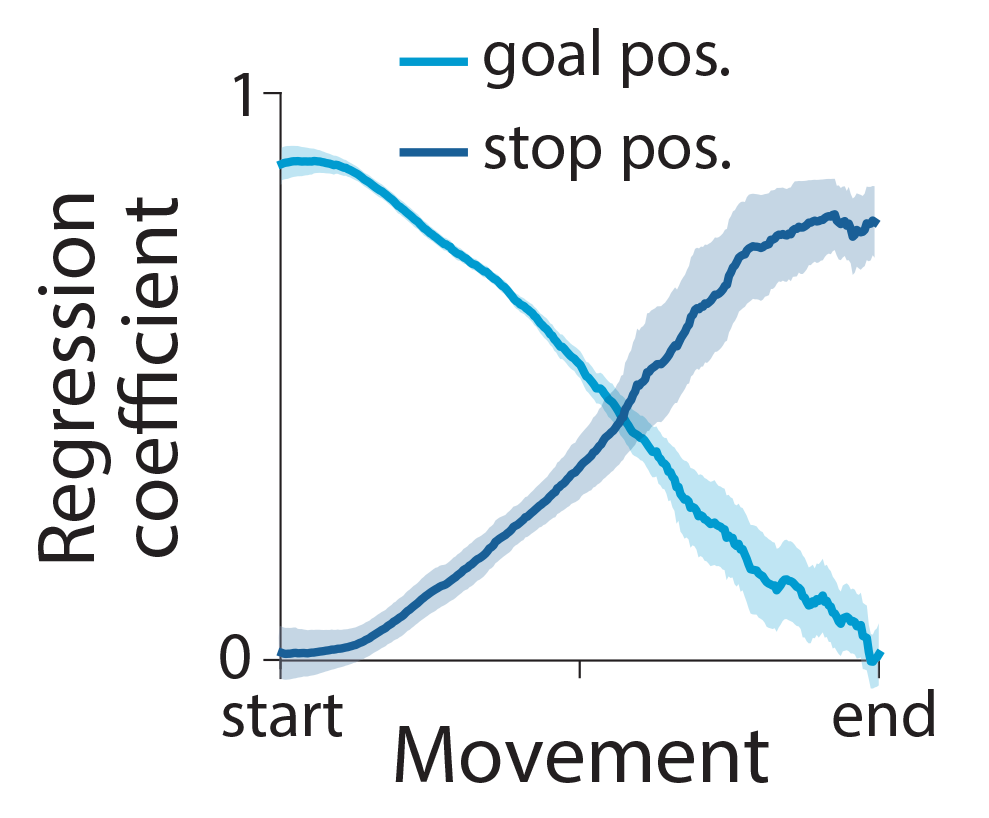 goal pos.
stop pos.
1
0
Regression
coefficient
start
end
Movement